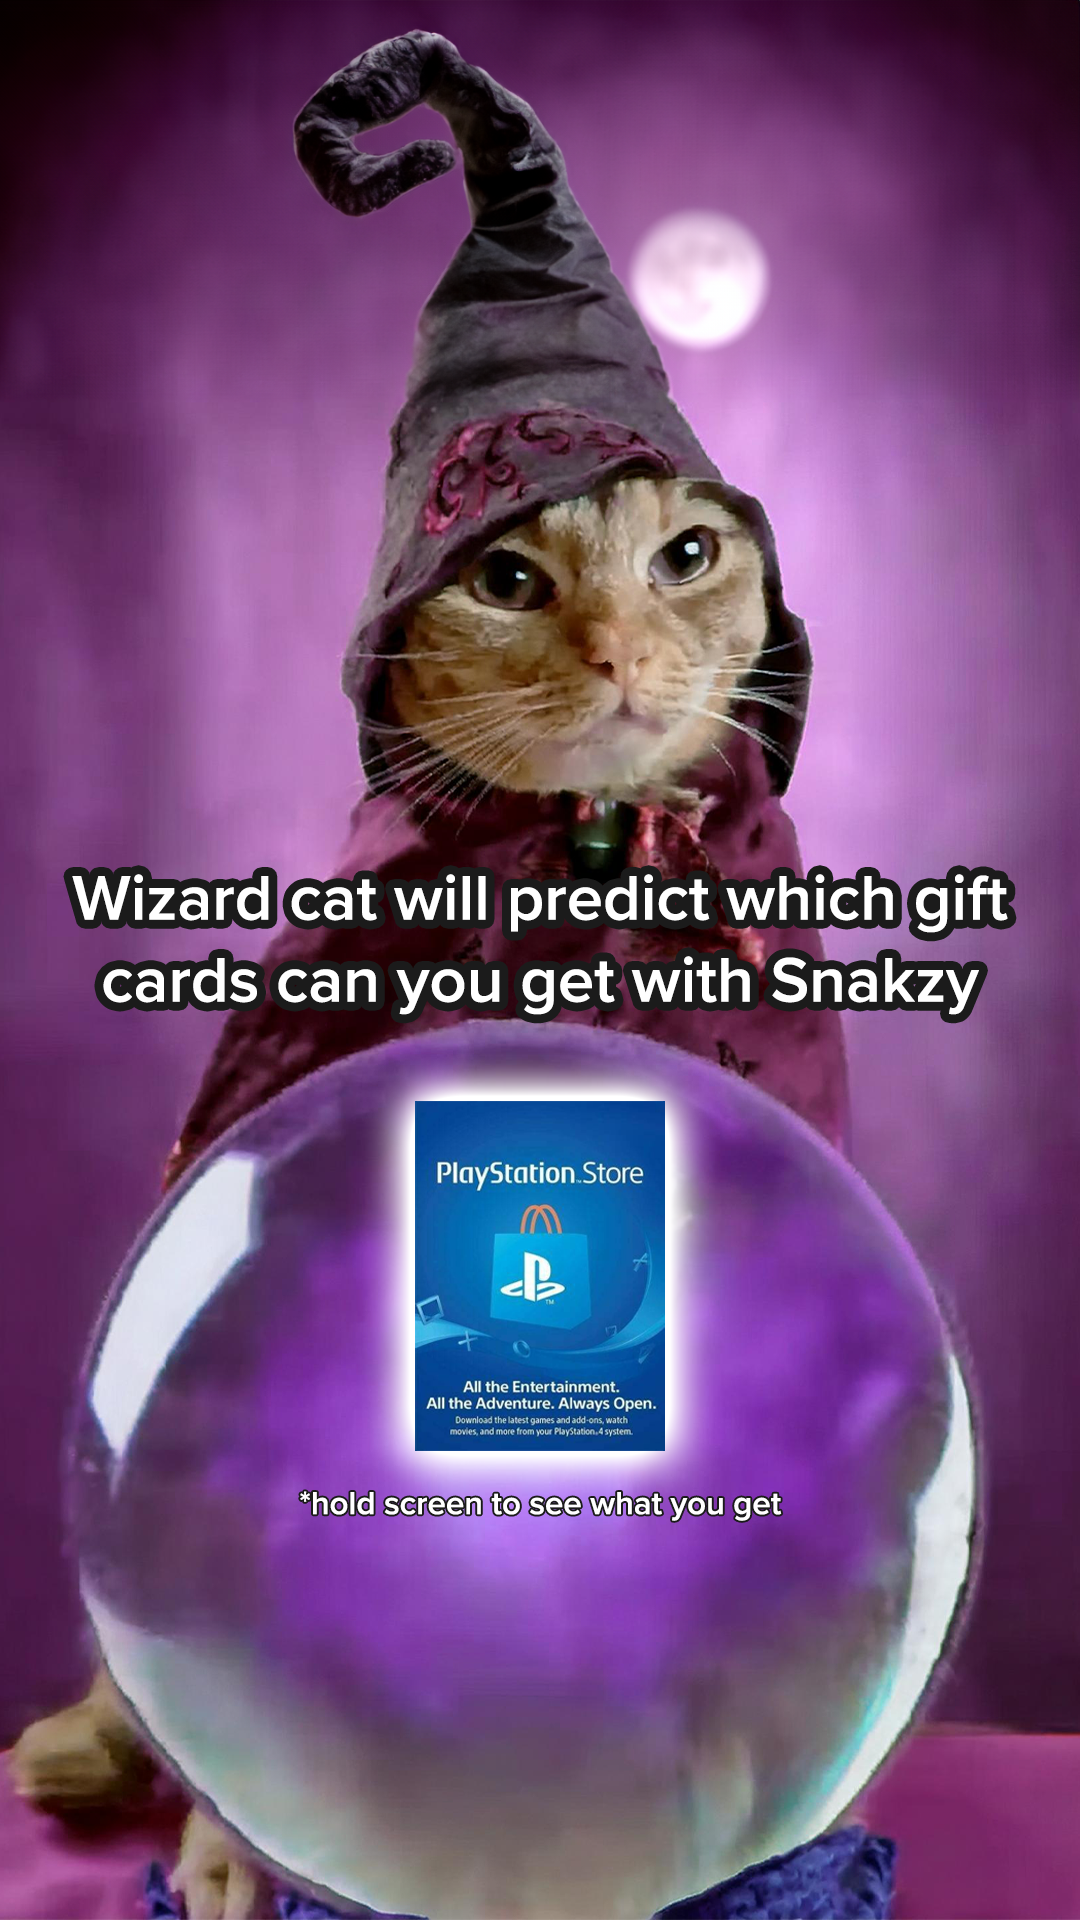 Wizard cat will predict which gift
cards can you get with Snakzy
PlayStation™Store
TM
All the Entertainment.
All the Adventure. Always Open.
Download the latest games and add-ons, watch
movies, and more from your PlayStation®4 system.
*hold screen to see what you get